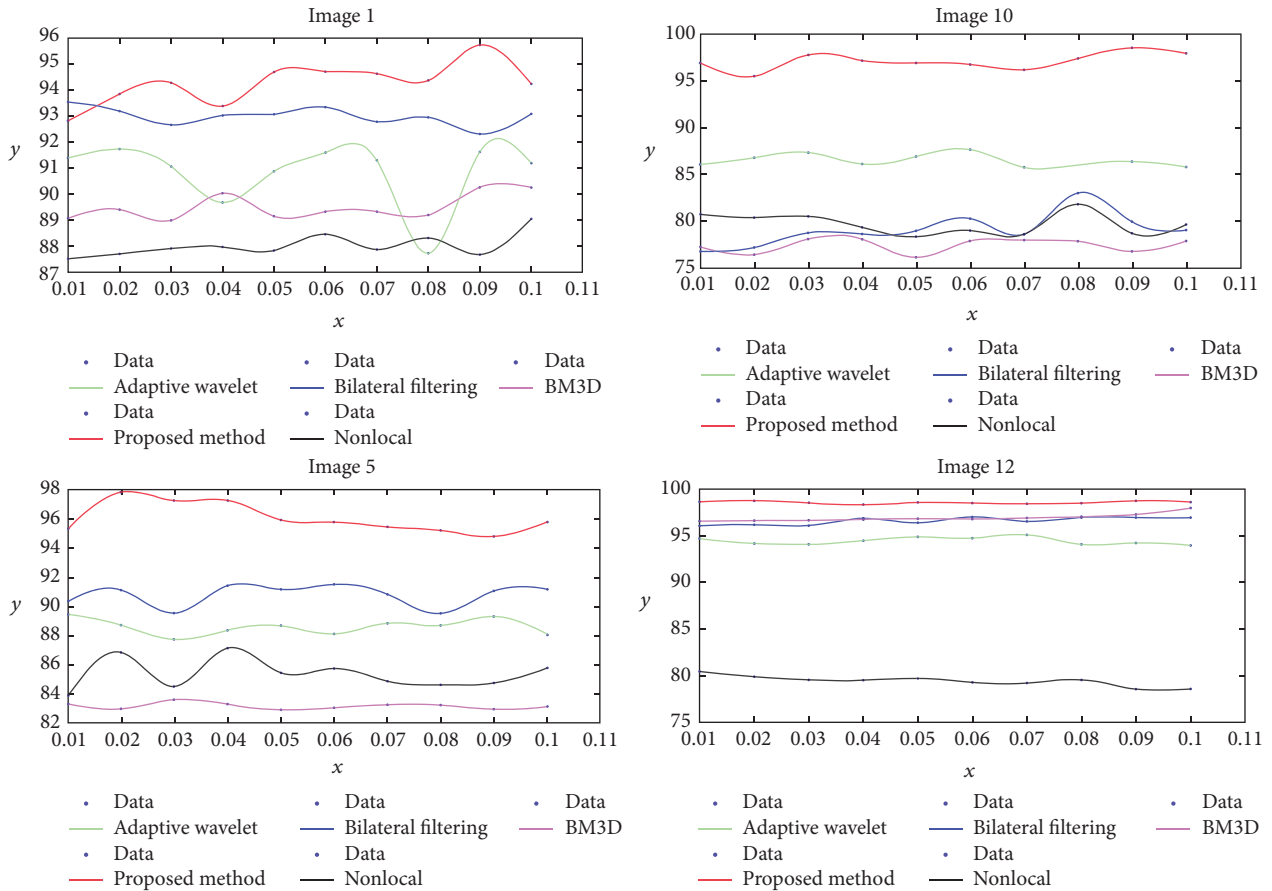 Image 1
96
95
94
93
92
91
90
89
88
87
y
0.01 0.02 0.03 0.04 0.05 0.06 0.07 0.08 0.09 0.1 0.11
x
Data Data Data
Adaptive wavelet Bilateral filtering BM3D
Data Data
Proposed method Nonlocal
Image 10
100
95
90
85
80
75
y
0.01 0.02 0.03 0.04 0.05 0.06 0.07 0.08 0.09 0.1 0.11
x
Data Data Data
Adaptive wavelet Bilateral filtering BM3D
Data Data
Proposed method Nonlocal
Image 5
98
96
94
92
90
88
86
84
82
y
0.01 0.02 0.03 0.04 0.05 0.06 0.07 0.08 0.09 0.1 0.11
x
Data Data Data
Adaptive wavelet Bilateral filtering BM3D
Data Data
Proposed method Nonlocal
Image 12
100
95
90
85
80
75
y
0.01 0.02 0.03 0.04 0.05 0.06 0.07 0.08 0.09 0.1 0.11
x
Data Data Data
Adaptive wavelet Bilateral filtering BM3D
Data Data
Proposed method Nonlocal